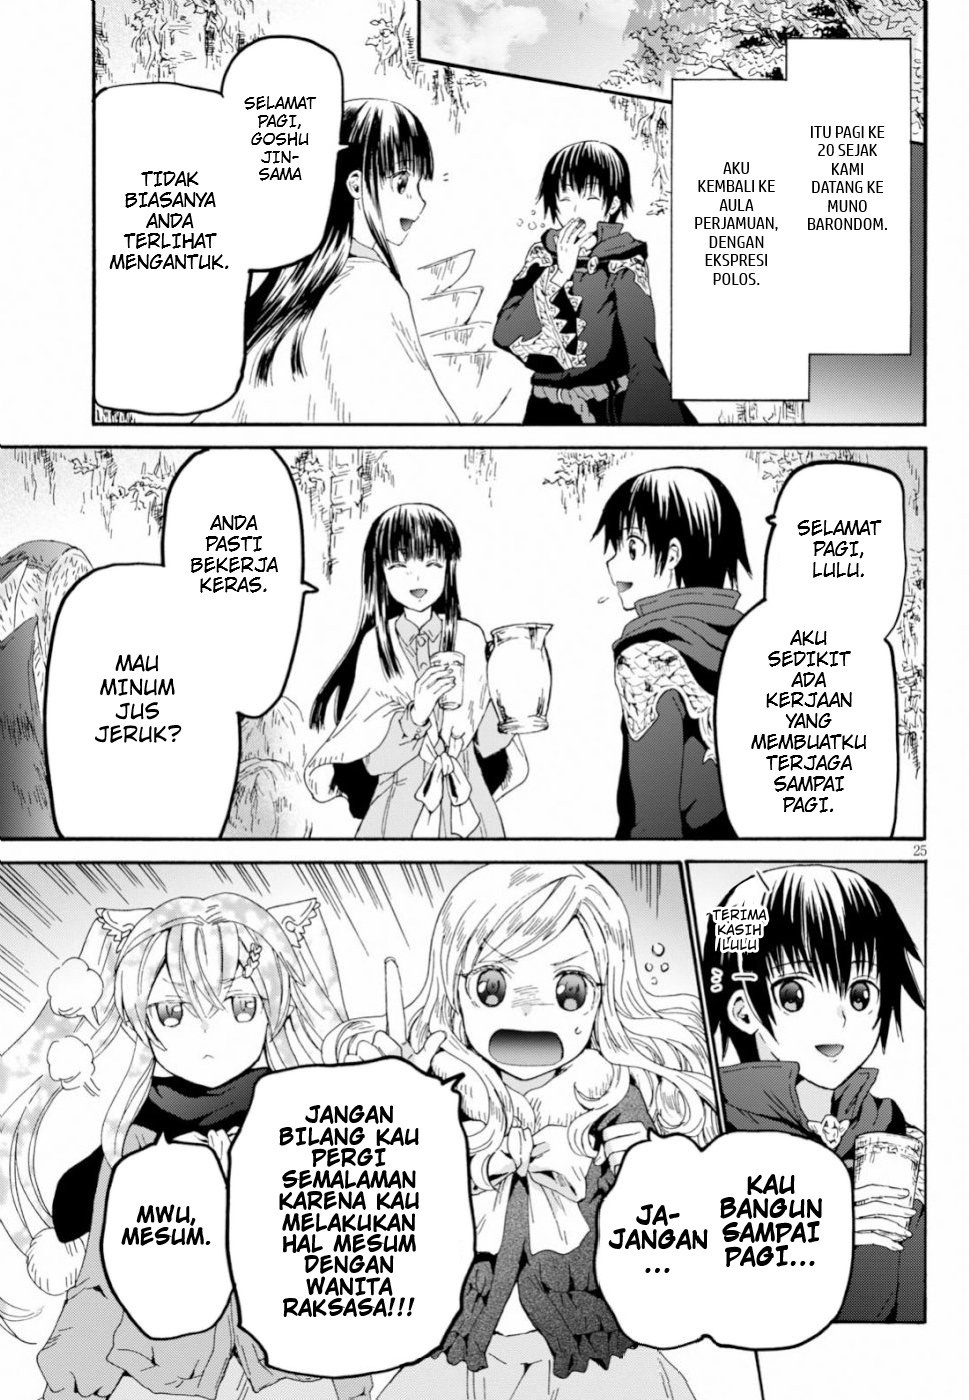 ITU PAGI KE
20 SEJAK
KAMI
DATANG KE
MUNO
BARONDOM.
AKU
KEMBALI KE
AULA
PERJAMUAN,
DENGAN
EKSPRESI
POLOS.
SELAMAT
PAGI,
GOSHU
JIN-
SAMA
TIDAK
BIASANYA
ANDA
TERLIHAT
MENGANTUK.
SELAMAT
PAGI,
LULU.
AKU
SEDIKIT
ADA
KERJAAN
YANG
MEMBUATKU
TERJAGA
SAMPAI
PAGI.
ANDA
PASTI
BEKERJA
KERAS.
MAU
MINUM
JUS
JERUK?
25
TERIMA
KASIH
LULU
KAU
BANGUN
SAMPAI
PAGI...
JA-
JANGAN
...
JANGAN
BILANG KAU
PERGI
SEMALAMAN
KARENA KAU
MELAKUKAN
HAL MESUM
DENGAN
WANITA
RAKSASA!!!
MWU,
MESUM.